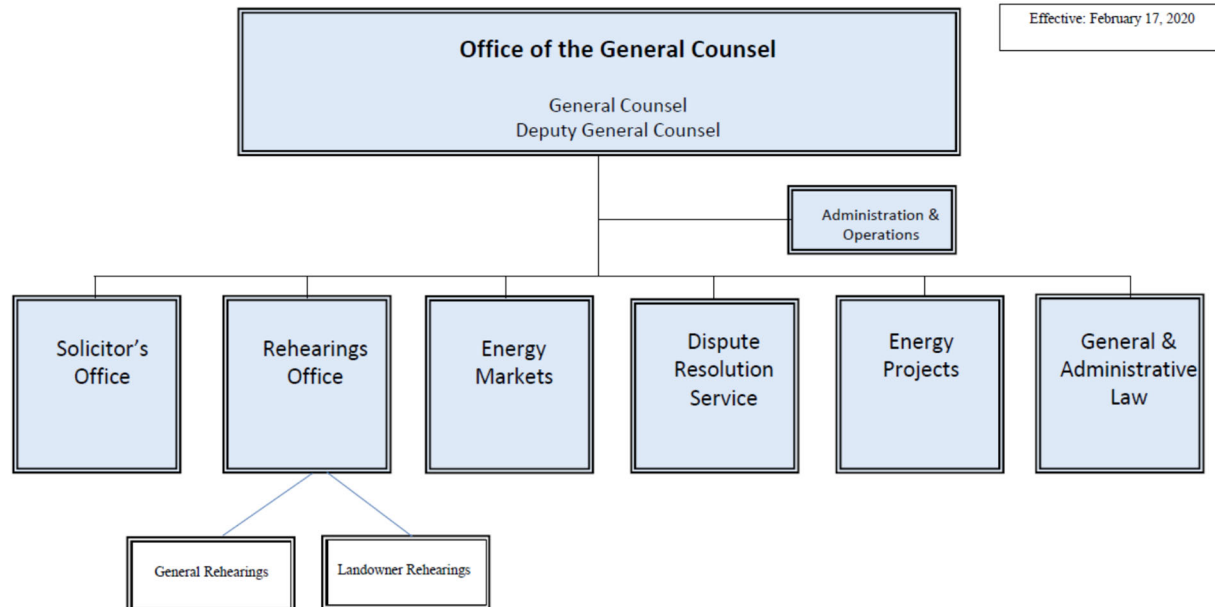 Effective: February 17, 2020
Office of the General Counsel
General Counsel
Deputy General Counsel
Administration &
Operations
Solicitor’s
Office
Rehearings
Office
Energy
Markets
Dispute
Resolution
Service
Energy
Projects
General &
Administrative
Law
General Rehearings
Landowner Rehearings